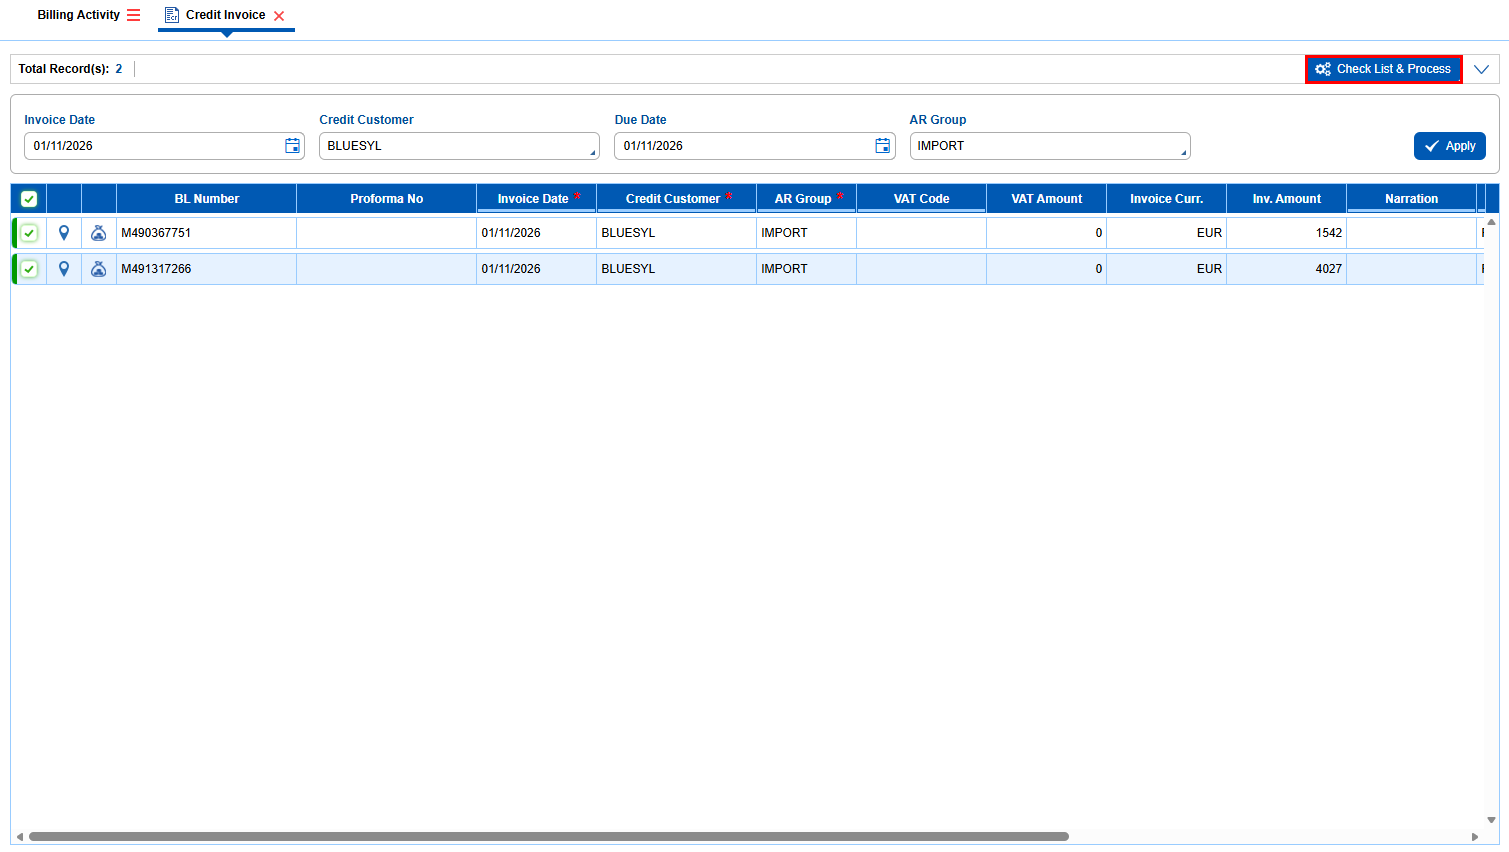 Billing Activity Credit Invoice
Total Record(s): 2 Check List & Process
Invoice Date Credit Customer Due Date AR Group
01/11/2026 BLUESYL 01/11/2026 IMPORT Apply
BL Number Proforma No Invoice Date * Credit Customer * AR Group * VAT Code VAT Amount Invoice Curr. Inv. Amount Narration
M490367751 01/11/2026 BLUESYL IMPORT 0 EUR 1542
M491317266 01/11/2026 BLUESYL IMPORT 0 EUR 4027